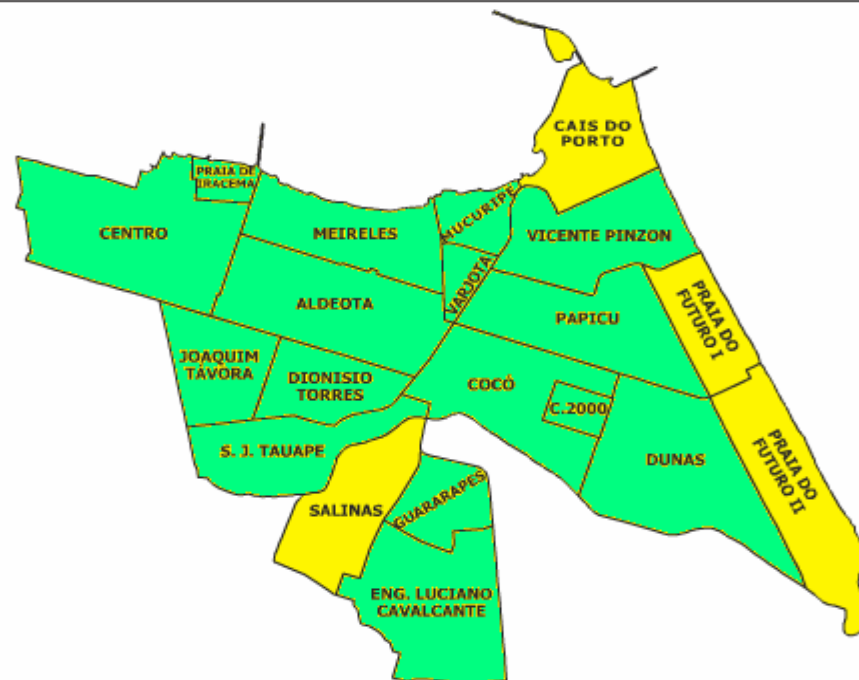 CAIS DO
PORTO
PRAIA DE
IRACEMA
CENTRO
MEIRELES
MUCURIPE
VICENTE PINZON
VARJOTA
ALDEOTA
PAPICU
PRAIA DO
FUTURO I
JOAQUIM
TÁVORA
DIONISIO
TORRES
COCÓ
C.2000
S. J. TAUAPE
DUNAS
PRAIA DO
FUTURO II
SALINAS
GUARARAPES
ENG. LUCIANO
CAVALCANTE